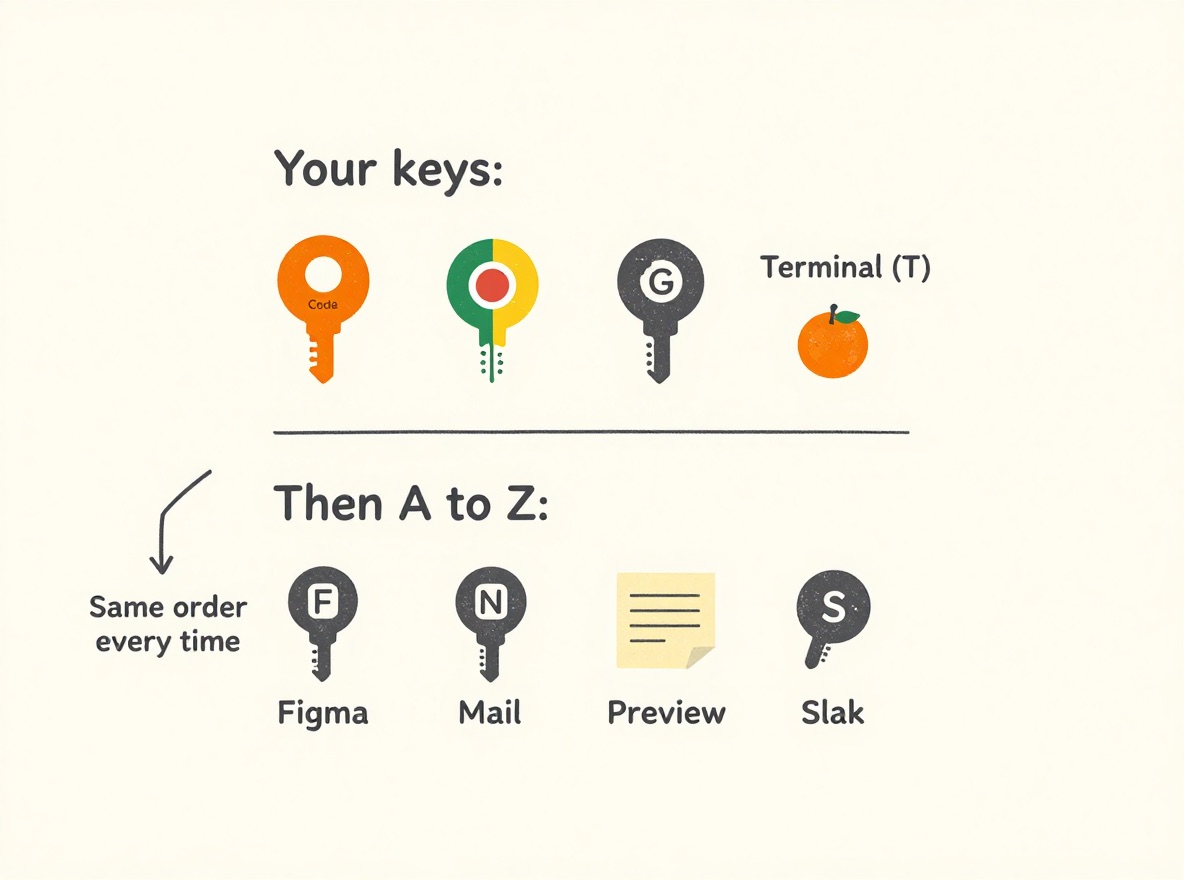 Your keys:
Code
G
Terminal (T)
Then A to Z:
Same order
every time
F
N
S
Figma
Mail
Preview
Slak